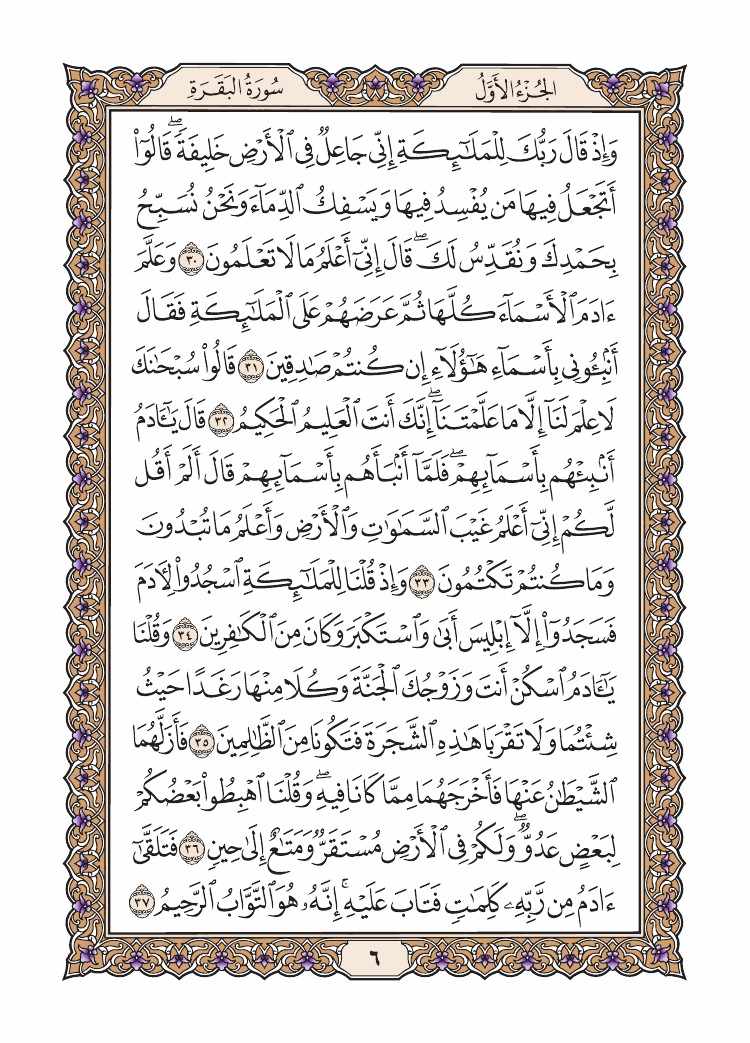 الجُزْءُ الأَوَّلُ
سُورَةُ البَقَرَةِ
وَإِذْ قَالَ رَبُّكَ لِلْمَلَٰٓئِكَةِ إِنِّي جَاعِلٌ فِي ٱلْأَرْضِ خَلِيفَةًۖ قَالُوٓاْ
أَتَجْعَلُ فِيهَا مَن يُفْسِدُ فِيهَا وَيَسْفِكُ ٱلدِّمَآءَ وَنَحْنُ نُسَبِّحُ
بِحَمْدِكَ وَنُقَدِّسُ لَكَۖ قَالَ إِنِّيٓ أَعْلَمُ مَا لَا تَعْلَمُونَ ٣٠ وَعَلَّمَ
ءَادَمَ ٱلْأَسْمَآءَ كُلَّهَا ثُمَّ عَرَضَهُمْ عَلَى ٱلْمَلَٰٓئِكَةِ فَقَالَ
أَنۢبِـُٔونِي بِأَسْمَآءِ هَٰٓؤُلَآءِ إِن كُنتُمْ صَٰدِقِينَ ٣١ قَالُواْ سُبْحَٰنَكَ
لَا عِلْمَ لَنَآ إِلَّا مَا عَلَّمْتَنَآۖ إِنَّكَ أَنتَ ٱلْعَلِيمُ ٱلْحَكِيمُ ٣٢ قَالَ يَٰٓـَٔادَمُ
أَنۢبِئْهُم بِأَسْمَآئِهِمْۖ فَلَمَّآ أَنۢبَأَهُم بِأَسْمَآئِهِمْ قَالَ أَلَمْ أَقُل
لَّكُمْ إِنِّيٓ أَعْلَمُ غَيْبَ ٱلسَّمَٰوَٰتِ وَٱلْأَرْضِ وَأَعْلَمُ مَا تُبْدُونَ
وَمَا كُنتُمْ تَكْتُمُونَ ٣٣ وَإِذْ قُلْنَا لِلْمَلَٰٓئِكَةِ ٱسْجُدُواْ لِأٓدَمَ
فَسَجَدُوٓاْ إِلَّآ إِبْلِيسَ أَبَىٰ وَٱسْتَكْبَرَ وَكَانَ مِنَ ٱلْكَٰفِرِينَ ٣٤ وَقُلْنَا
يَٰٓـَٔادَمُ ٱسْكُنْ أَنتَ وَزَوْجُكَ ٱلْجَنَّةَ وَكُلَا مِنْهَا رَغَدًا حَيْثُ
شِئْتُمَا وَلَا تَقْرَبَا هَٰذِهِ ٱلشَّجَرَةَ فَتَكُونَا مِنَ ٱلظَّٰلِمِينَ ٣٥ فَأَزَلَّهُمَا
ٱلشَّيْطَٰنُ عَنْهَا فَأَخْرَجَهُمَا مِمَّا كَانَا فِيهِۖ وَقُلْنَا ٱهْبِطُواْ بَعْضُكُمْ
لِبَعْضٍ عَدُوٌّۖ وَلَكُمْ فِي ٱلْأَرْضِ مُسْتَقَرٌّ وَمَتَٰعٌ إِلَىٰ حِينٍ ٣٦ فَتَلَقَّىٰٓ
ءَادَمُ مِن رَّبِّهِۦ كَلِمَٰتٍ فَتَابَ عَلَيْهِۚ إِنَّهُۥ هُوَ ٱلتَّوَّابُ ٱلرَّحِيمُ ٣٧
٦